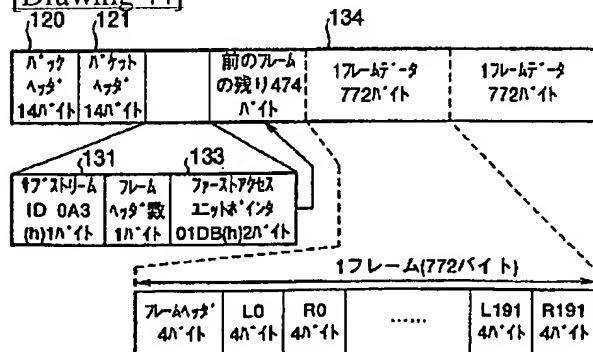 [Drawing 44]
120 121 134
パック
ヘッダ
14バイト
パケット
ヘッダ
14バイト
前のフレーム
の残り474
バイト
1フレームデータ
772バイト
1フレームデータ
772バイト
131 133
サブストリーム
ID 0A3
(h)1バイト
フレーム
ヘッダ数
1バイト
ファーストアクセス
ユニットポインタ
01DB(h)2バイト
1フレーム(772バイト)
フレームヘッダ
4バイト
L0
4バイト
R0
4バイト
……
L191
4バイト
R191
4バイト